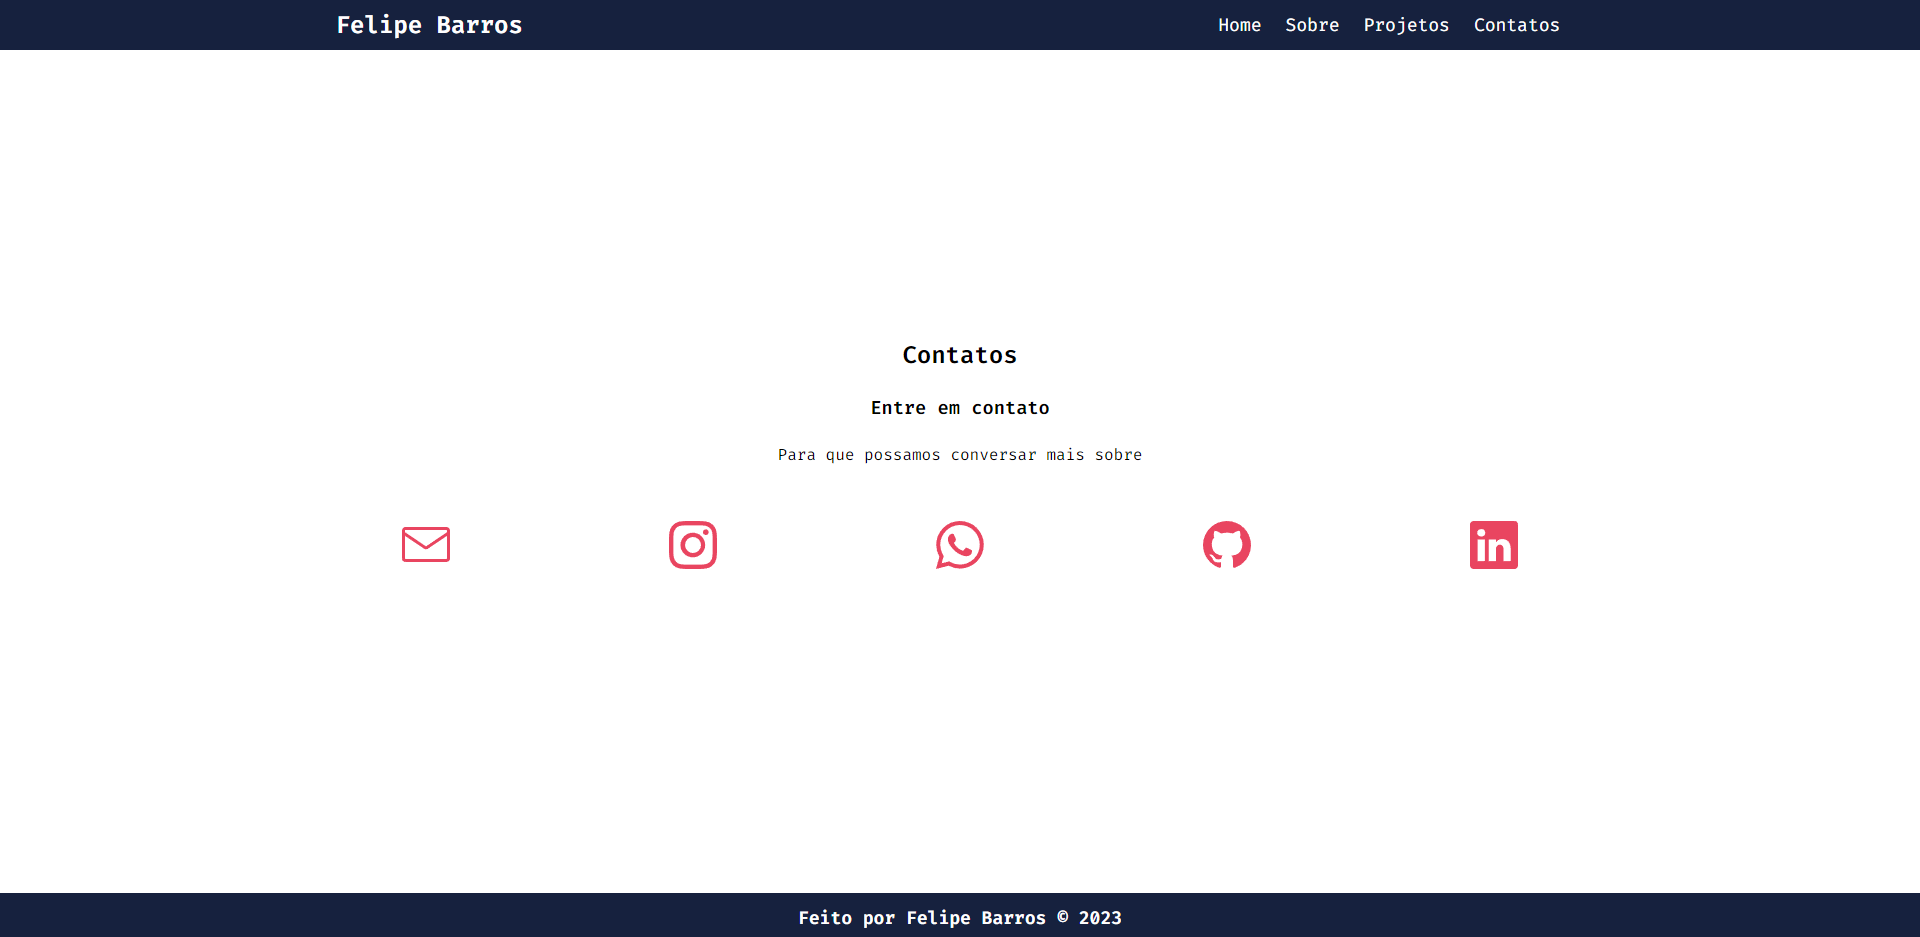 Felipe Barros
Home Sobre Projetos Contatos
Contatos
Entre em contato
Para que possamos conversar mais sobre
in
Feito por Felipe Barros © 2023